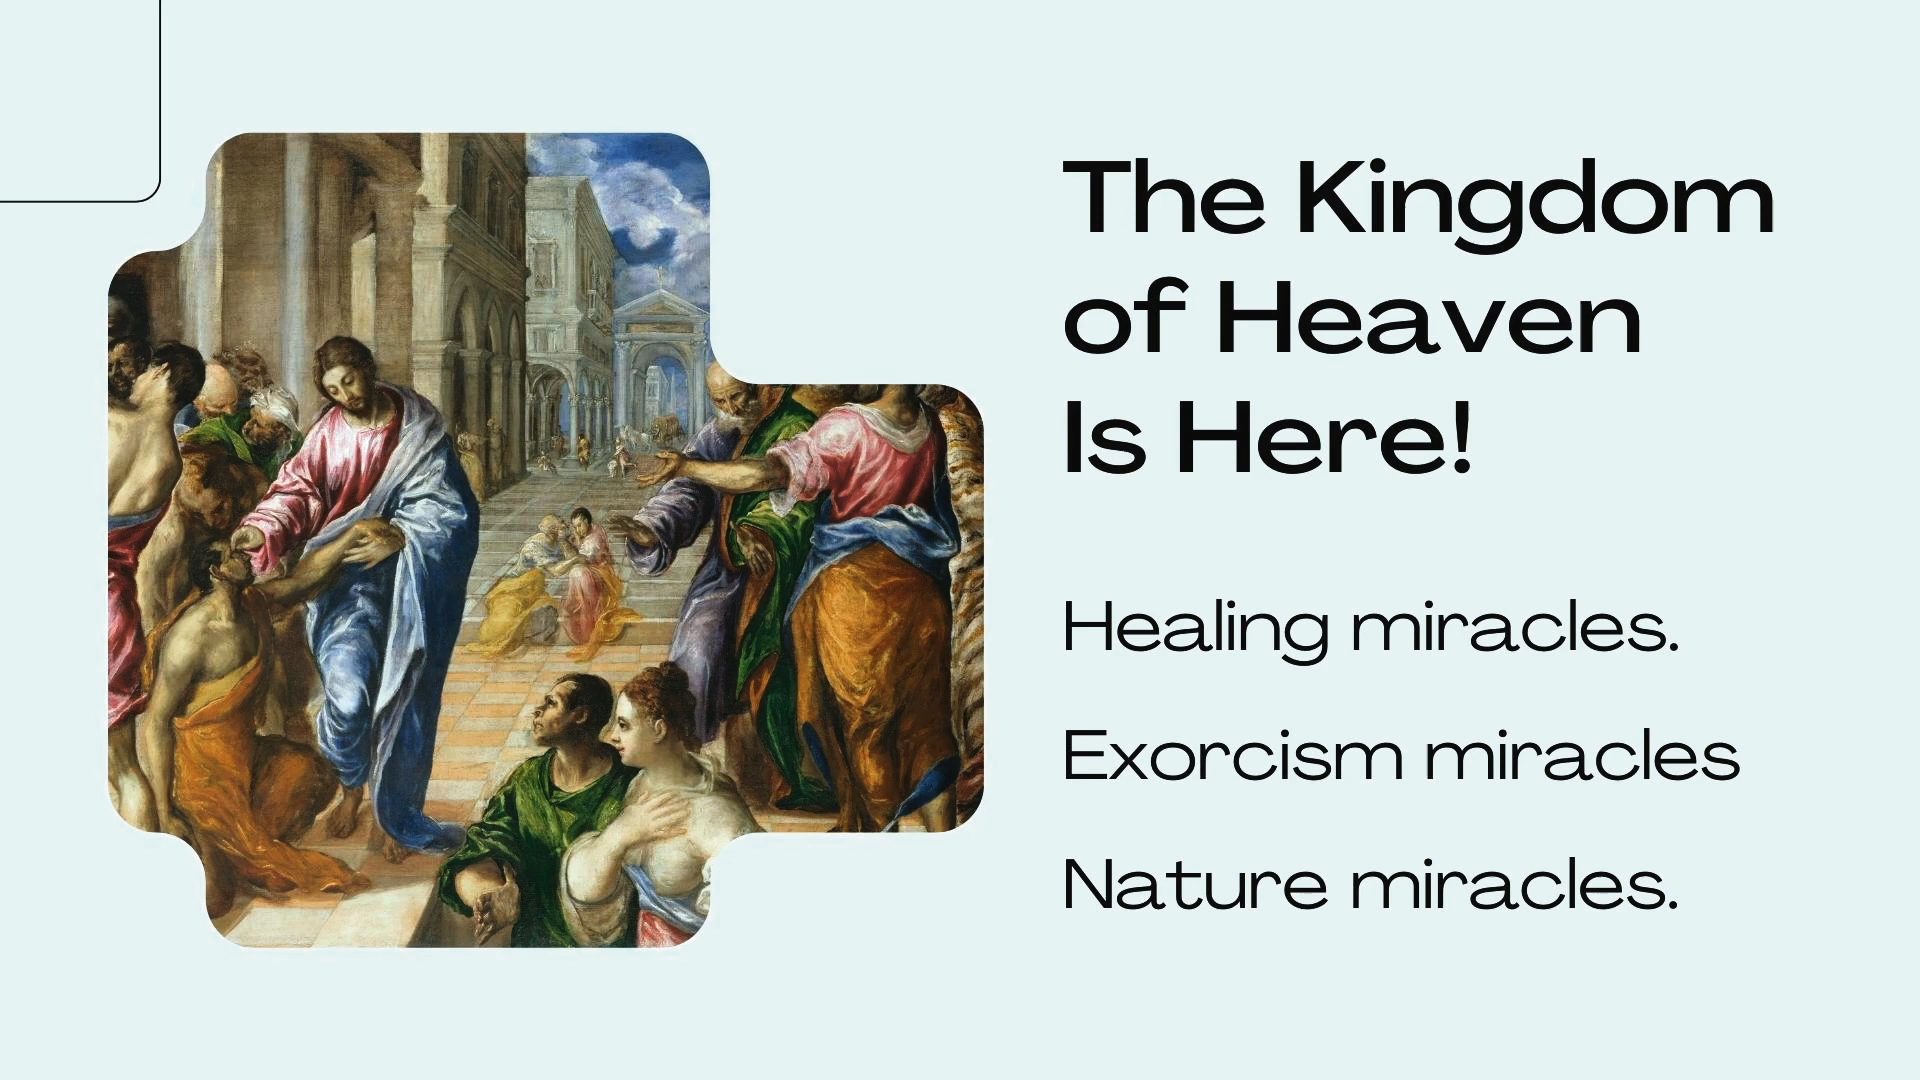 The Kingdom
of Heaven
Is Here!
Healing miracles.
Exorcism miracles
Nature miracles.